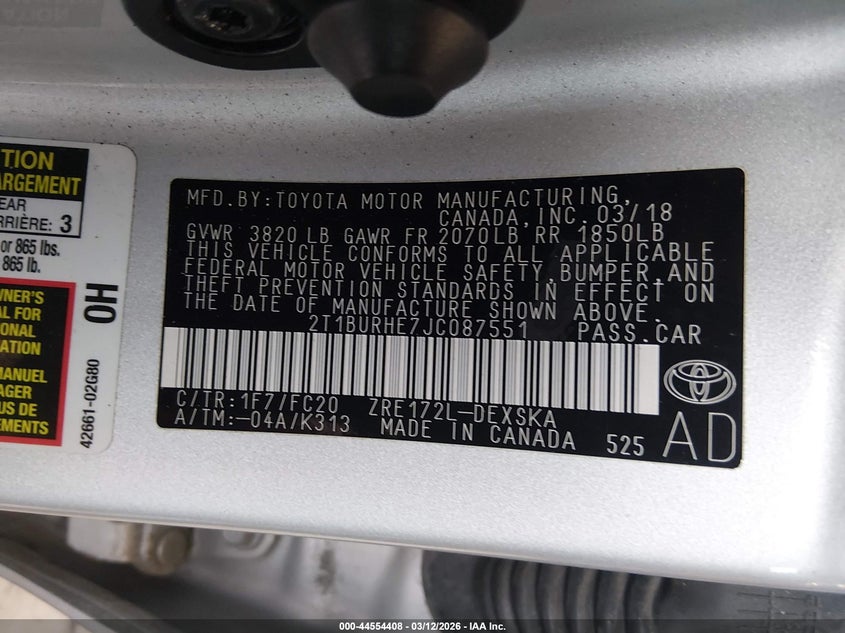 TION
ARGEMENT
EAR
RRIÈRE: 3
or 865 lbs.
865 lb.
WNER'S
AL FOR
IONAL
ATION
MANUEL
AGER
EMENTS
OH
42661-02G80
MFD.BY:TOYOTA MOTOR MANUFACTURING,
CANADA,INC. 03/18
GVWR 3820 LB GAWR FR 2070LB RR 1850LB
THIS VEHICLE CONFORMS TO ALL APPLICABLE
FEDERAL MOTOR VEHICLE SAFETY,BUMPER,AND
THEFT PREVENTION STANDARDS IN EFFECT ON
THE DATE OF MANUFACTURE SHOWN ABOVE.
2T1BURHE7JC087551 PASS.CAR
C/TR:1F7/FC20 ZRE172L-DEXSKA
A/TM:-04A/K313 MADE IN CANADA 525
AD
000-44554408 - 03/12/2026 - IAA Inc.